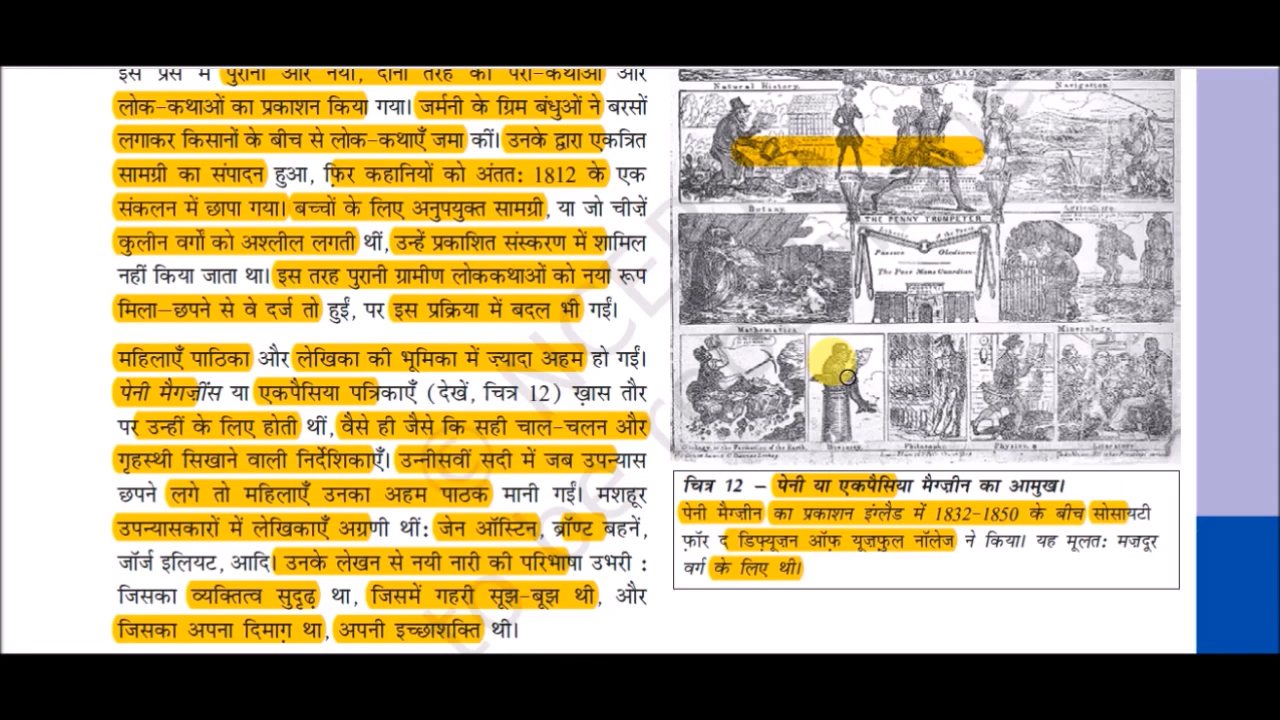 इस प्रेस में पुरानी और नयी, दोनों तरह की परी-कथाओं और
लोक-कथाओं का प्रकाशन किया गया। जर्मनी के ग्रिम बंधुओं ने बरसों
लगाकर किसानों के बीच से लोक-कथाएँ जमा कीं। उनके द्वारा एकत्रित
सामग्री का संपादन हुआ, फिर कहानियों को अंतत: 1812 के एक
संकलन में छापा गया। बच्चों के लिए अनुपयुक्त सामग्री, या जो चीज़ें
कुलीन वर्गों को अश्लील लगती थीं, उन्हें प्रकाशित संस्करण में शामिल
नहीं किया जाता था। इस तरह पुरानी ग्रामीण लोककथाओं को नया रूप
मिला–छपने से वे दर्ज तो हुईं, पर इस प्रक्रिया में बदल भी गईं।
महिलाएँ पाठिका और लेखिका की भूमिका में ज़्यादा अहम हो गईं।
पेनी मैगज़ींस या एकपैसिया पत्रिकाएँ (देखें, चित्र 12) ख़ास तौर
पर उन्हीं के लिए होती थीं, वैसे ही जैसे कि सही चाल-चलन और
गृहस्थी सिखाने वाली निर्देशिकाएँ। उन्नीसवीं सदी में जब उपन्यास
छपने लगे तो महिलाएँ उनका अहम पाठक मानी गईं। मशहूर
उपन्यासकारों में लेखिकाएँ अग्रणी थीं: जेन ऑस्टिन, ब्रॉण्ट बहनें,
जॉर्ज इलियट, आदि। उनके लेखन से नयी नारी की परिभाषा उभरी :
जिसका व्यक्तित्व सुदृढ़ था, जिसमें गहरी सूझ-बूझ थी, और
जिसका अपना दिमाग़ था, अपनी इच्छाशक्ति थी।
Natural History. Navigation.
Botany. Agriculture.
THE PENNY TRUMPETER
The Poor Mans Guardian
Mathematics. Mineralogy.
चित्र 12 – पेनी या एकपैसिया मैग्ज़ीन का आमुख।
पेनी मैग्ज़ीन का प्रकाशन इंग्लैड में 1832-1850 के बीच सोसायटी
फ़ॉर द डिफ़्यूज़न ऑफ़ यूज़फ़ुल नॉलेज ने किया। यह मूलत: मज़दूर
वर्ग के लिए थी।